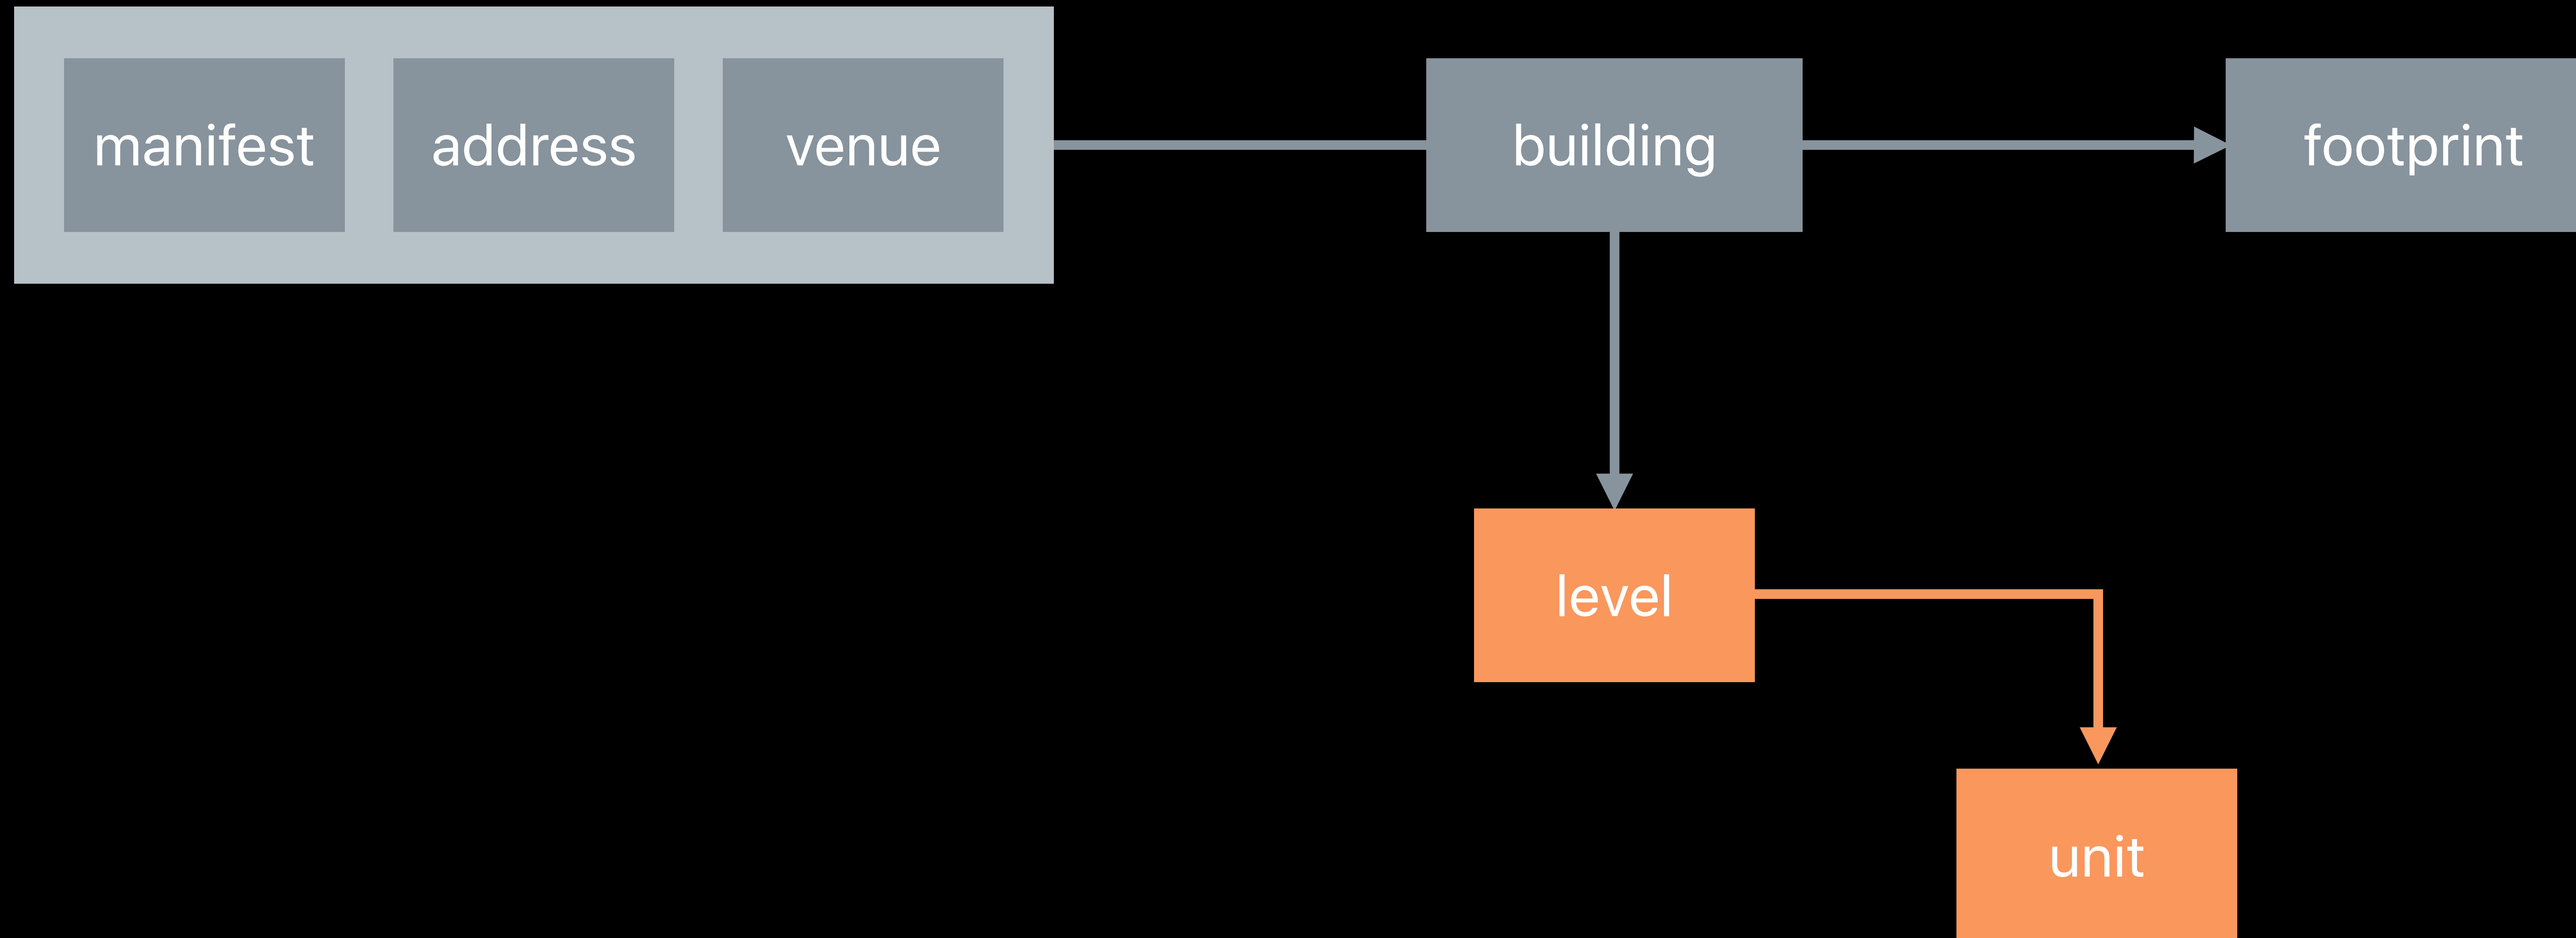 manifest
address
venue
building
footprint
level
unit